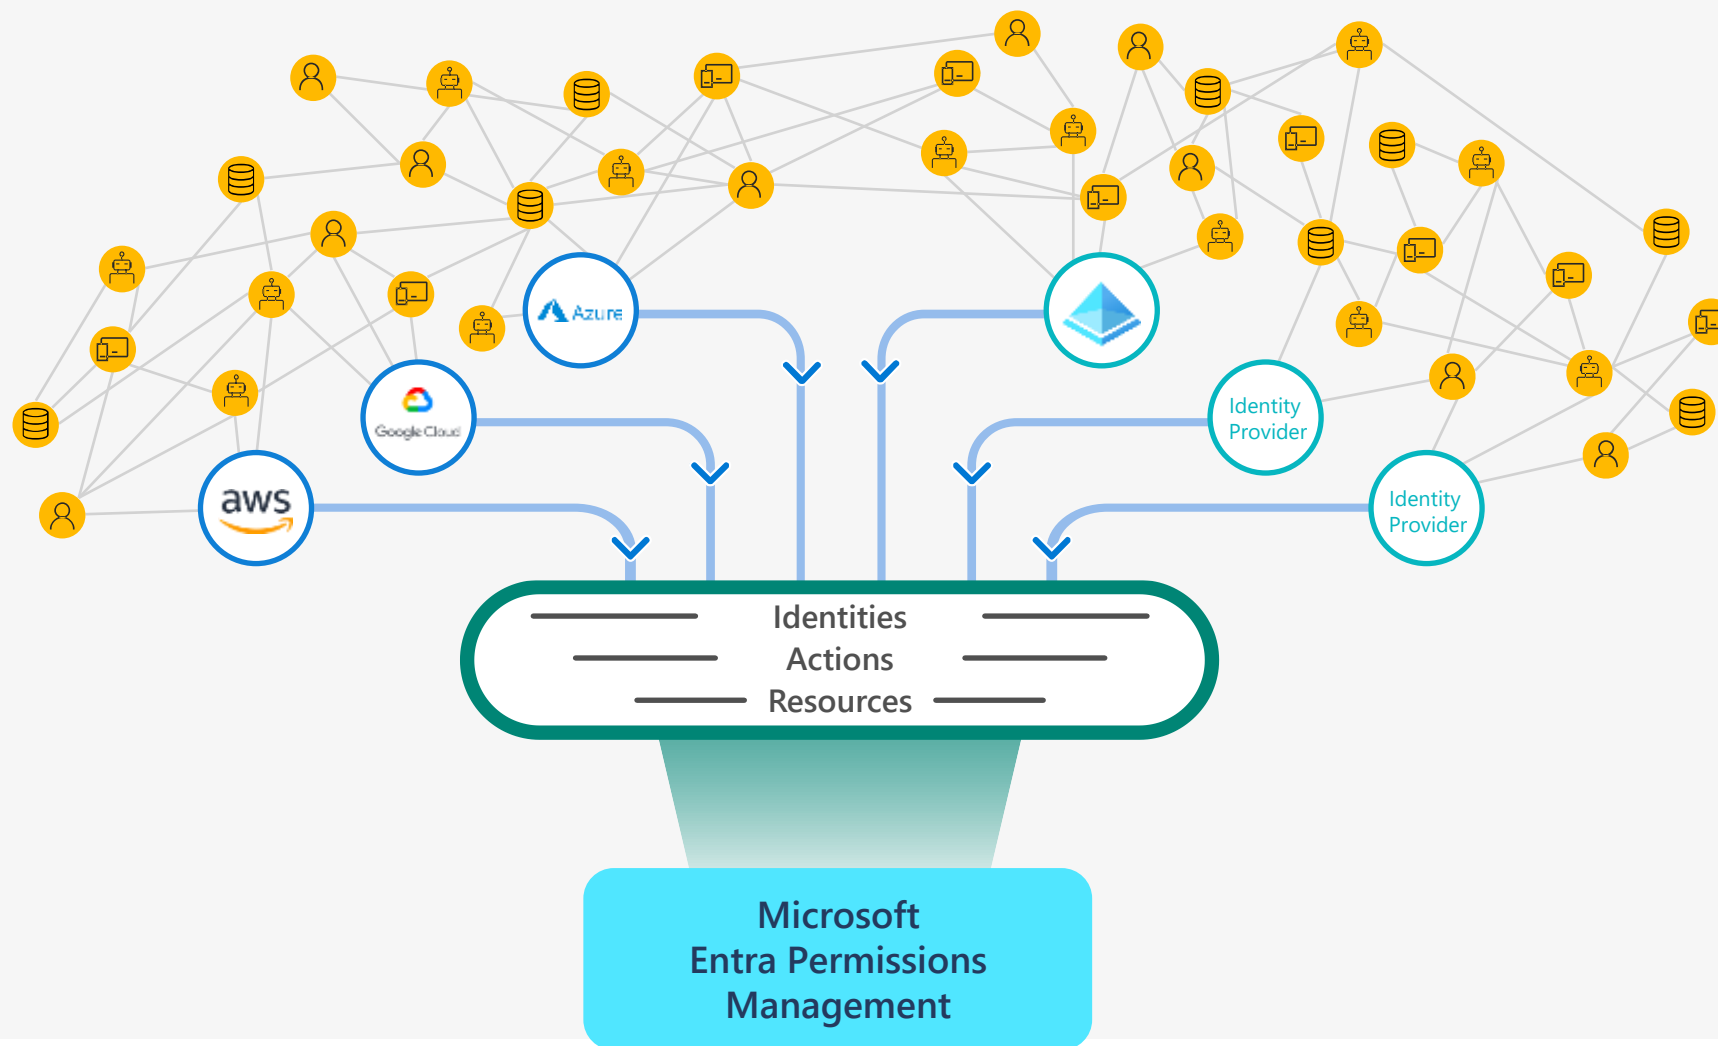 Azure
Google Cloud
aws
Identity
Provider
Identity
Provider
Identities
Actions
Resources
Microsoft
Entra Permissions
Management